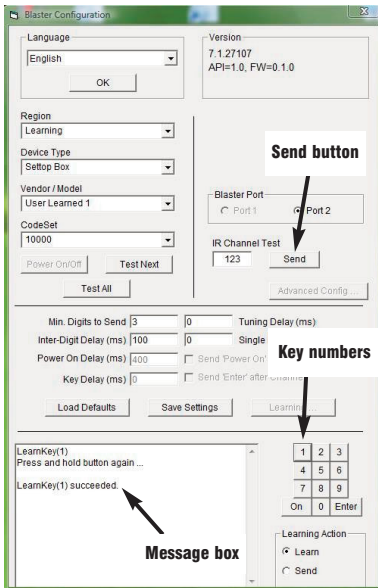 Blaster Configuration
Language
English
OK
Version
7.1.27107
API=1.0, FW=0.1.0
Region
Learning
Device Type
Settop Box
Vendor / Model
User Learned 1
CodeSet
10000
Power On/Off
Test Next
Test All
Send button
Blaster Port
Port 1
Port 2
IR Channel Test
123
Send
Advanced Config ...
Min. Digits to Send 3 0 Tuning Delay (ms)
Inter-Digit Delay (ms) 100 0 Single
Power On Delay (ms) 400 Send 'Power On'
Key Delay (ms) 0 Send 'Enter' after
Key numbers
Load Defaults
Save Settings
Learning
LearnKey(1)
Press and hold button again ...
LearnKey(1) succeeded.
Message box
1 2 3
4 5 6
7 8 9
On 0 Enter
Learning Action
Learn
Send